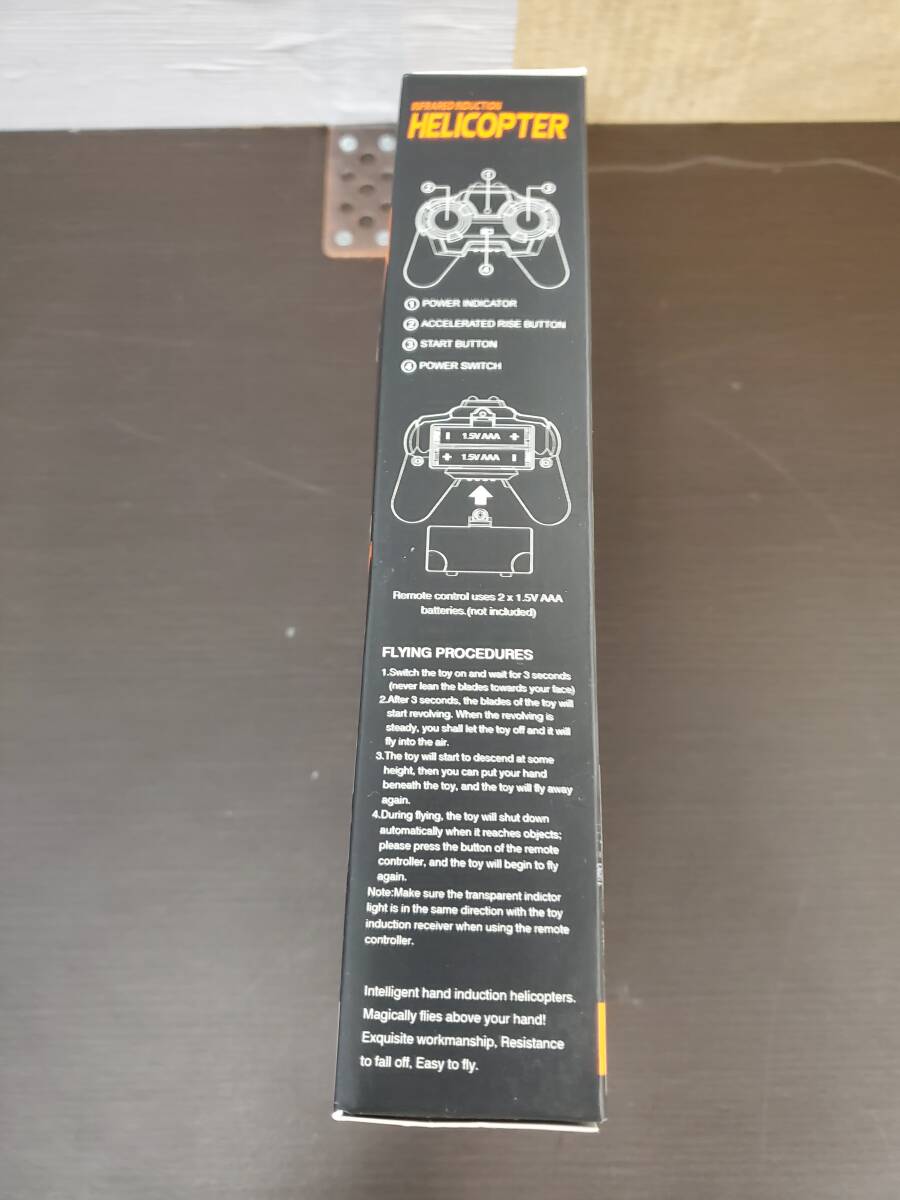 INFRARED INDUCTION
HELICOPTER
1
2 3
4
① POWER INDICATOR
② ACCELERATED RISE BUTTON
③ START BUTTON
④ POWER SWITCH
- 1.5V AAA +
+ 1.5V AAA -
Remote control uses 2 x 1.5V AAA
batteries.(not included)
FLYING PROCEDURES
1.Switch the toy on and wait for 3 seconds
(never lean the blades towards your face)
2.After 3 seconds, the blades of the toy will
start revolving. When the revolving is
steady, you shall let the toy off and it will
fly into the air.
3.The toy will start to descend at some
height, then you can put your hand
beneath the toy, and the toy will fly away
again.
4.During flying, the toy will shut down
automatically when it reaches objects;
please press the button of the remote
controller, and the toy will begin to fly
again.
Note:Make sure the transparent indictor
light is in the same direction with the toy
induction receiver when using the remote
controller.
Intelligent hand induction helicopters.
Magically flies above your hand!
Exquisite workmanship, Resistance
to fall off, Easy to fly.